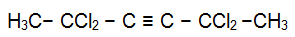 H₃C– CCl₂ – C ≡ C – CCl₂ – CH₃